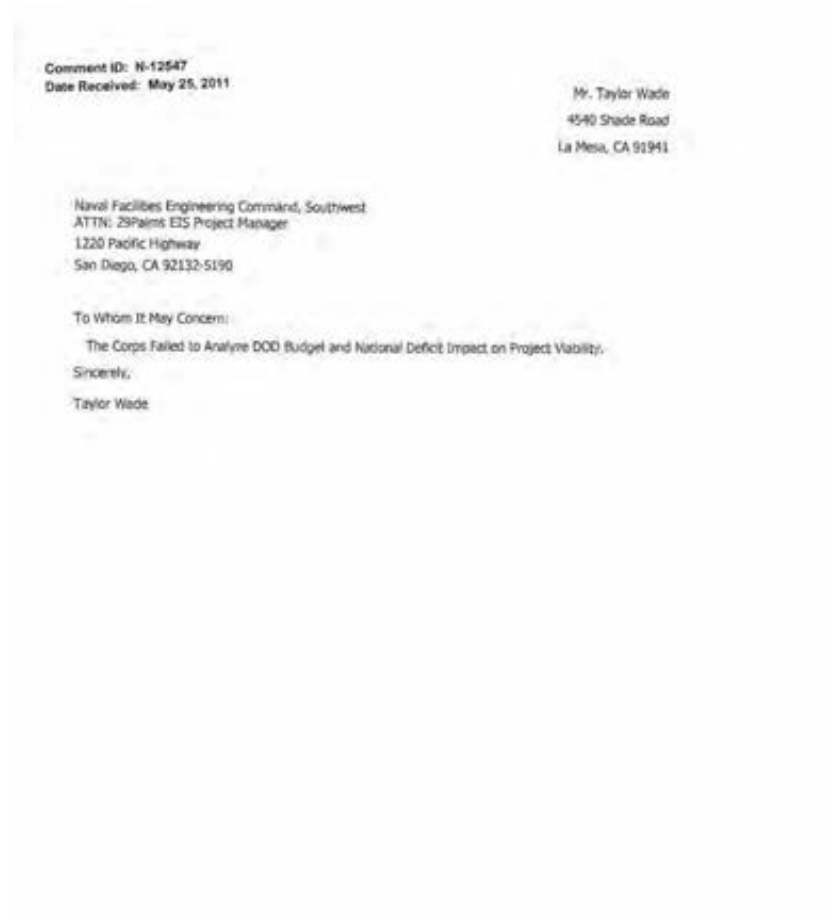 Comment ID: N-12547
Date Received: May 25, 2011
Mr. Taylor Wade
4540 Shade Road
La Mesa, CA 91941
Naval Facilities Engineering Command, Southwest
ATTN: 29Palms EIS Project Manager
1220 Pacific Highway
San Diego, CA 92132-5190
To Whom It May Concern:
The Corps Failed to Analyze DOD Budget and National Deficit Impact on Project Viability.
Sincerely,
Taylor Wade